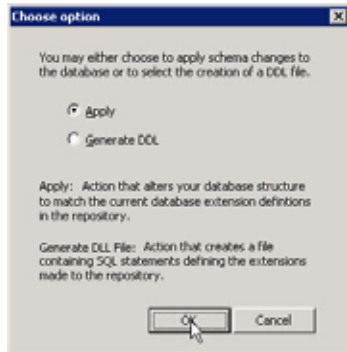 Choose option
You may either choose to apply schema changes to
the database or to select the creation of a DDL file.
Apply
Generate DDL
Apply: Action that alters your database structure
to match the current database extension defintions
in the repository.
Generate DLL File: Action that creates a file
containing SQL statements defining the extensions
made to the repository.
OK Cancel